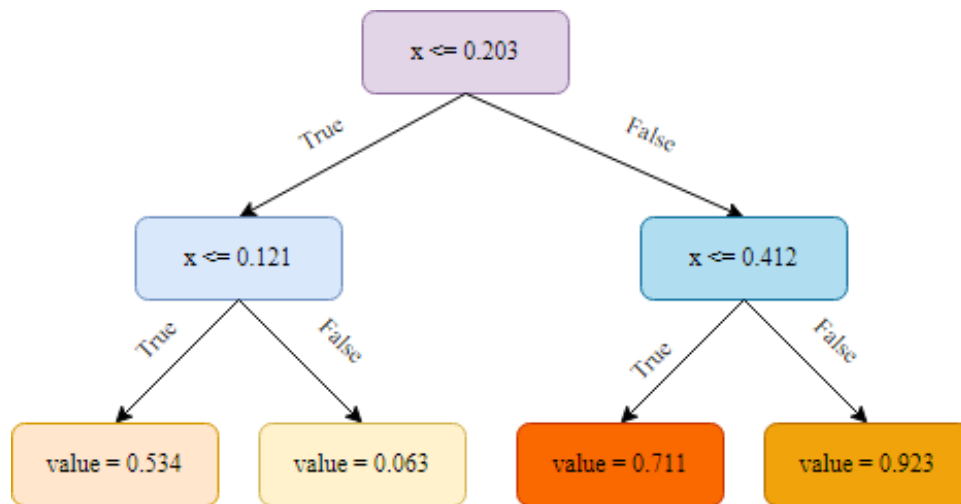 x <= 0.203
True
False
x <= 0.121
x <= 0.412
True
False
True
False
value = 0.534
value = 0.063
value = 0.711
value = 0.923